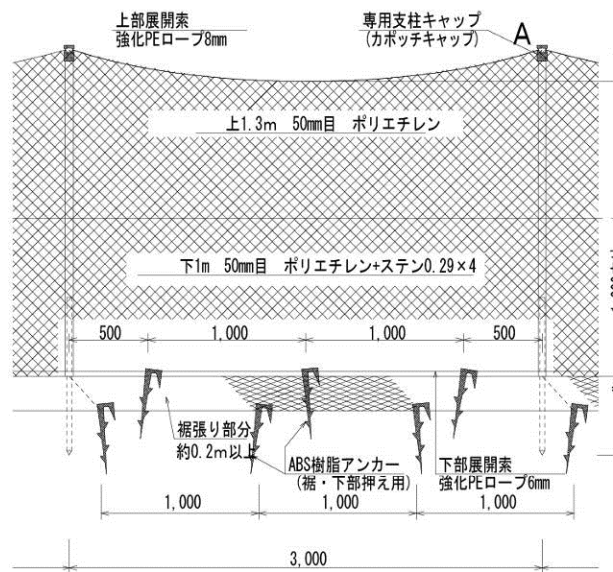 上部展開索
強化PEロープ8mm
専用支柱キャップ
(カポッチキャップ)
A
上1.3m 50mm目 ポリエチレン
下1m 50mm目 ポリエチレン+ステン0.29×4
500
1,000
1,000
500
裾張り部分
約0.2m以上
ABS樹脂アンカー
(裾・下部押え用)
下部展開索
強化PEロープ6mm
1,000
1,000
1,000
3,000